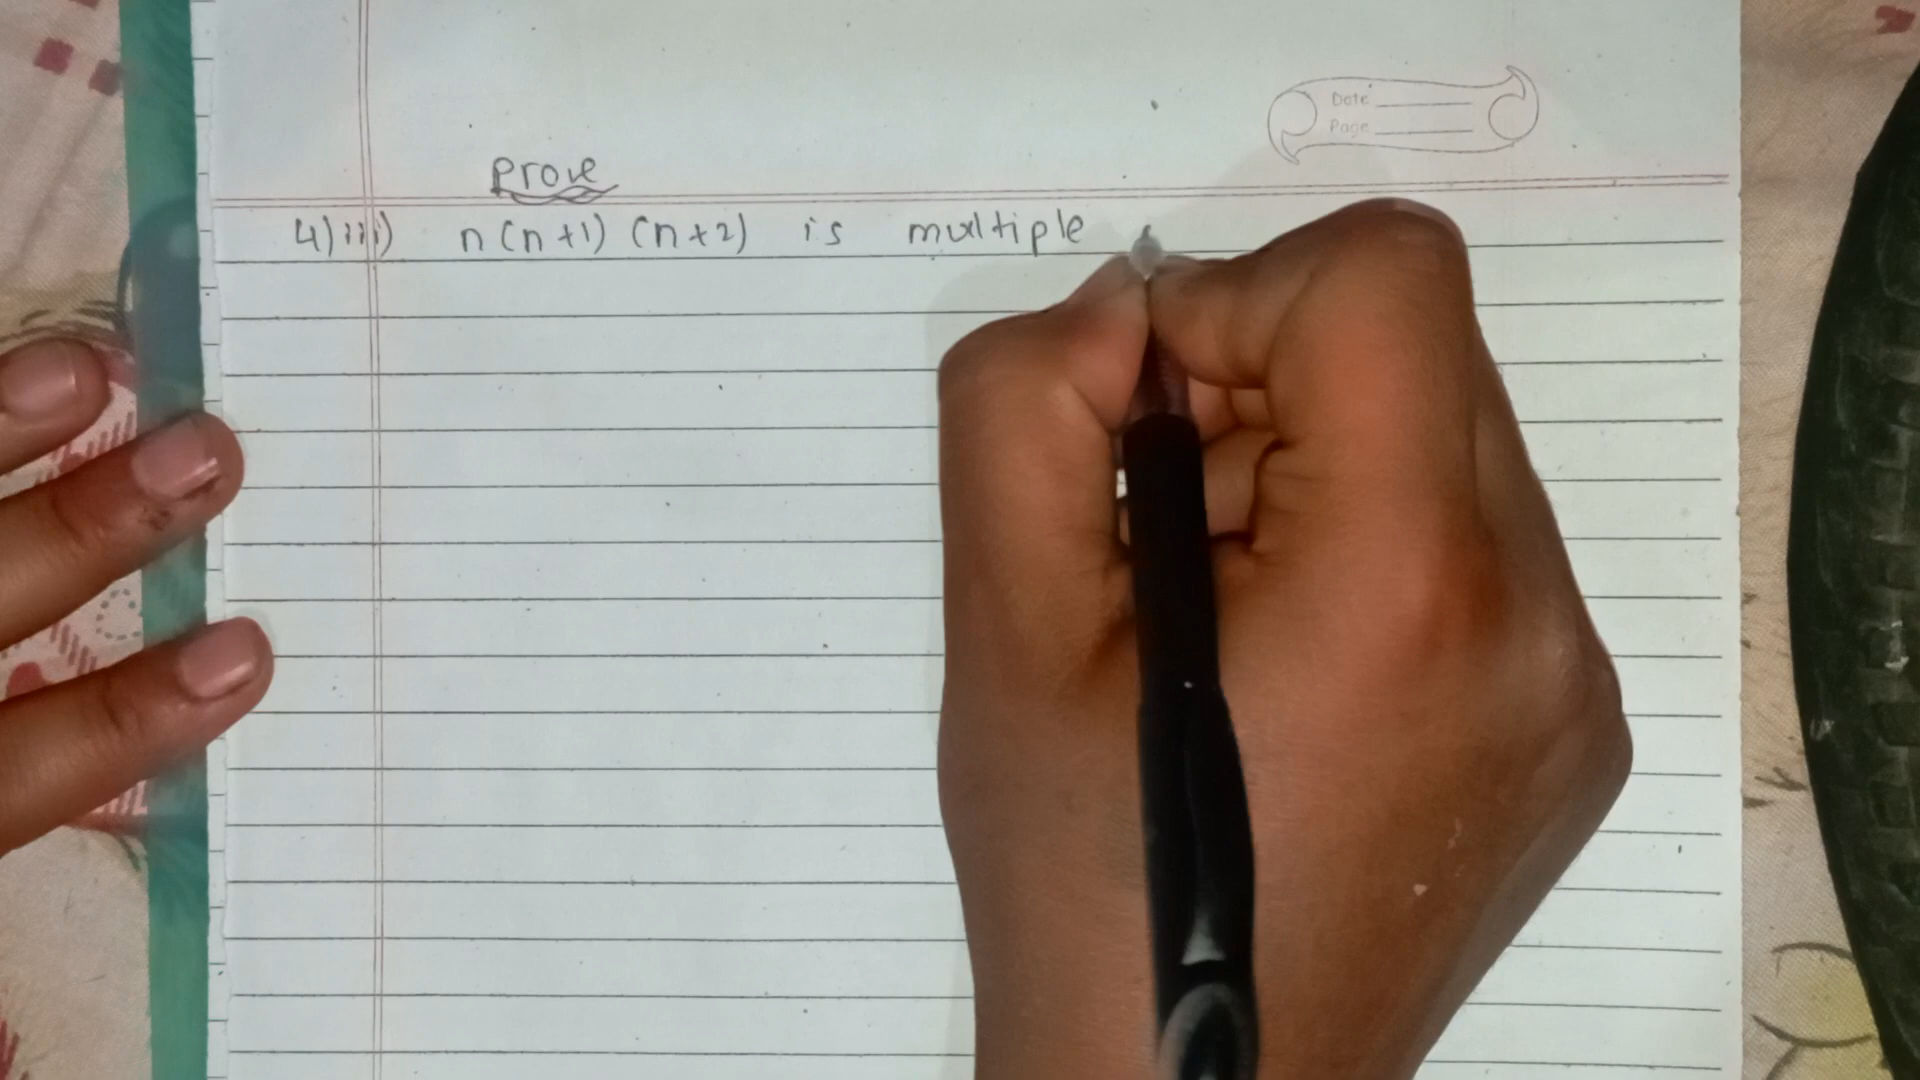 Date
Page
Prove
4) iii) n(n+1) (n+2) is multiple